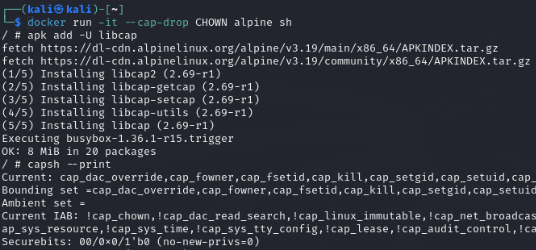 ┌──(kali㉿kali)-[~]
└─$ docker run -it --cap-drop CHOWN alpine sh
/ # apk add -U libcap
fetch https://dl-cdn.alpinelinux.org/alpine/v3.19/main/x86_64/APKINDEX.tar.gz
fetch https://dl-cdn.alpinelinux.org/alpine/v3.19/community/x86_64/APKINDEX.tar.gz
(1/5) Installing libcap2 (2.69-r1)
(2/5) Installing libcap-getcap (2.69-r1)
(3/5) Installing libcap-setcap (2.69-r1)
(4/5) Installing libcap-utils (2.69-r1)
(5/5) Installing libcap (2.69-r1)
Executing busybox-1.36.1-r15.trigger
OK: 8 MiB in 20 packages
/ # capsh --print
Current: cap_dac_override,cap_fowner,cap_fsetid,cap_kill,cap_setgid,cap_setuid,cap_
Bounding set =cap_dac_override,cap_fowner,cap_fsetid,cap_kill,cap_setgid,cap_setuid
Ambient set =
Current IAB: !cap_chown,!cap_dac_read_search,!cap_linux_immutable,!cap_net_broadcas
ap_sys_resource,!cap_sys_time,!cap_sys_tty_config,!cap_lease,!cap_audit_control,!ca
Securebits: 00/0×0/1'b0 (no-new-privs=0)